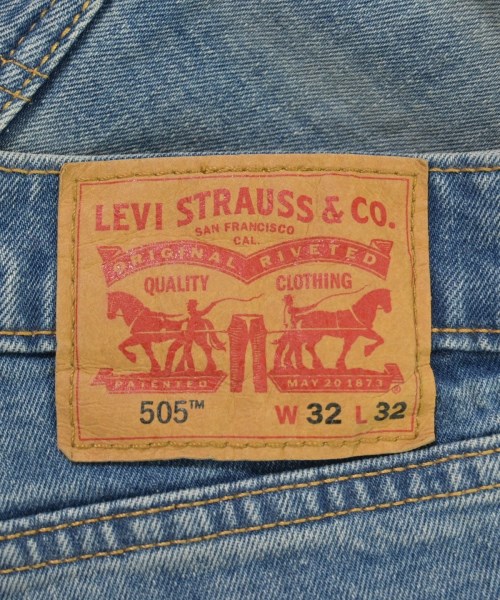 LEVI STRAUSS & CO.
SAN FRANCISCO
CAL.
ORIGINAL RIVETED
QUALITY CLOTHING
PATENTED MAY 20 1873 ®
505™ W 32 L 32